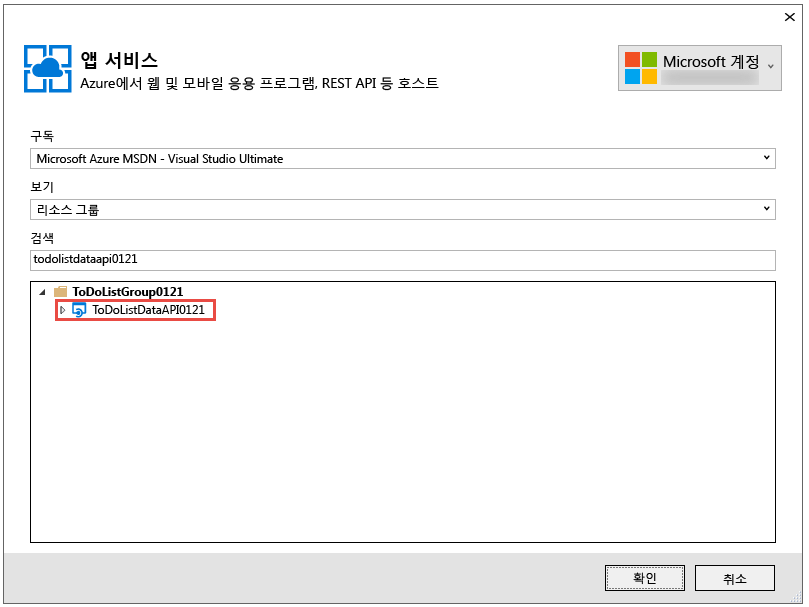 앱 서비스
Azure에서 웹 및 모바일 응용 프로그램, REST API 등 호스트
Microsoft 계정
구독
Microsoft Azure MSDN - Visual Studio Ultimate
보기
리소스 그룹
검색
todolistdataapi0121
ToDoListGroup0121
ToDoListDataAPI0121
확인
취소